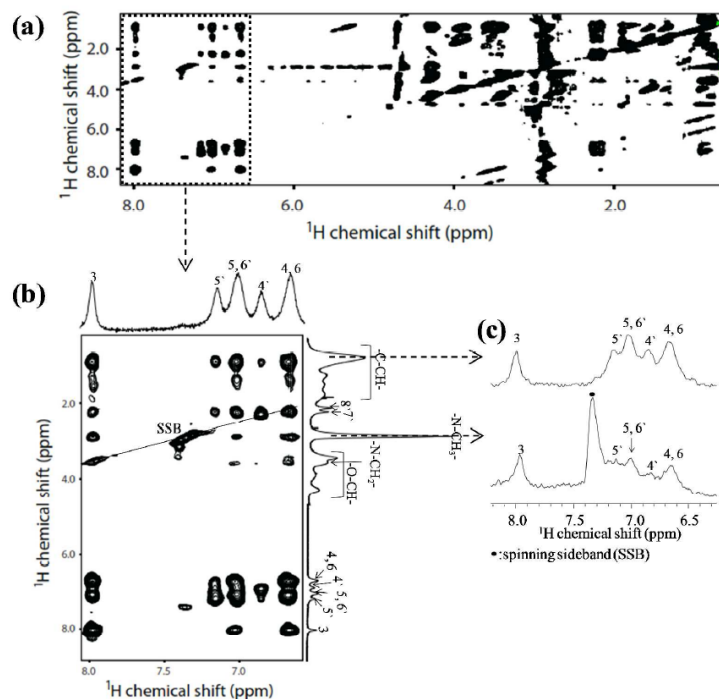 (a)
2.0
4.0
6.0
8.0
¹H chemical shift (ppm)
8.0 6.0 4.0 2.0
¹H chemical shift (ppm)
(b)
3 5` 5, 6` 4` 4, 6
SSB
2.0
4.0
6.0
8.0
¹H chemical shift (ppm)
8.0 7.5 7.0
¹H chemical shift (ppm)
-C-CH-
8`7`
-N-CH₃-
-N-CH₂-
-O-CH-
4, 6
4`
5, 6`
5`
3
(c)
3 5` 5, 6` 4` 4, 6
3 5` 5, 6` 4` 4, 6
8.0 7.5 7.0 6.5
¹H chemical shift (ppm)
•:spinning sideband (SSB)